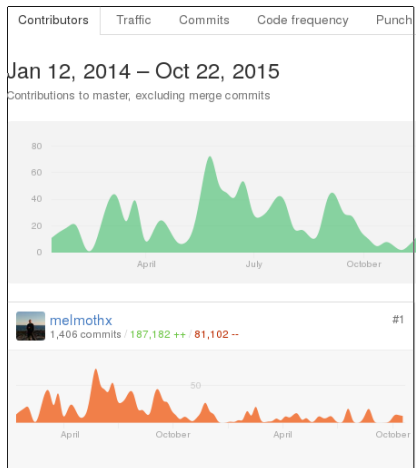 Contributors Traffic Commits Code frequency Punch
Jan 12, 2014 – Oct 22, 2015
Contributions to master, excluding merge commits
80
60
40
20
0
April July October
melmothx #1
1,406 commits / 187,182 ++ / 81,102 --
50
April October April October